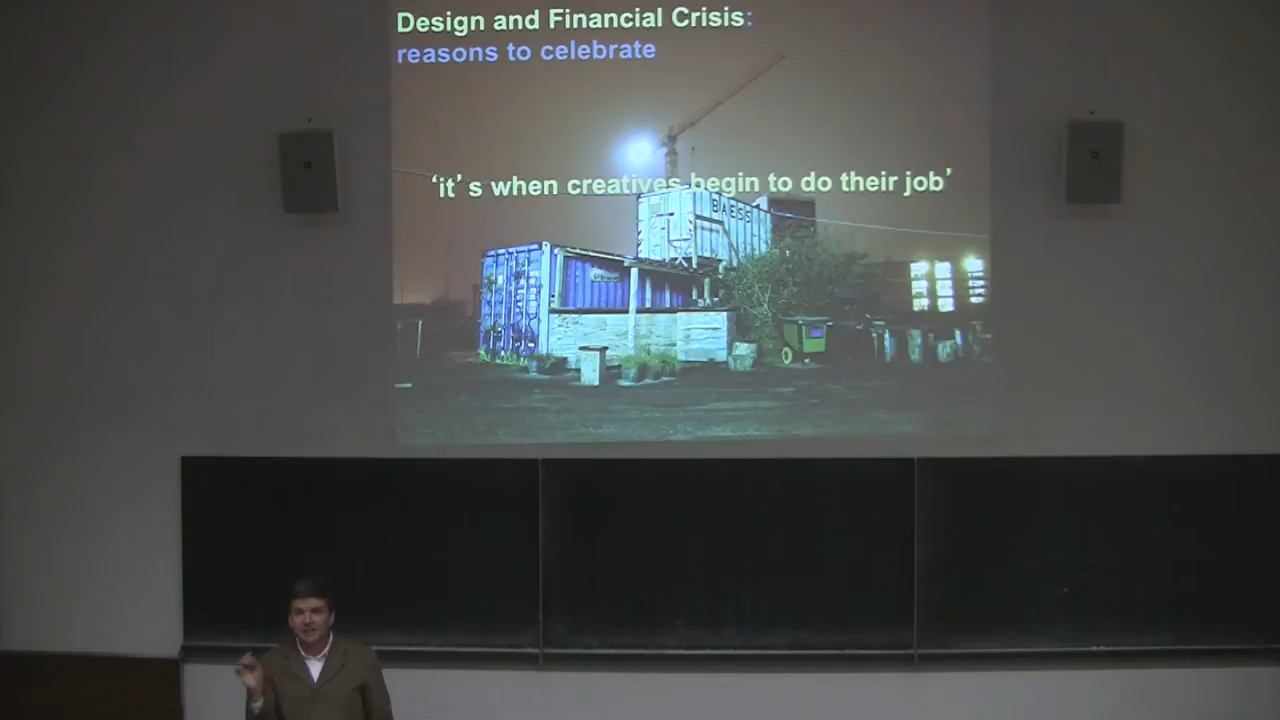 Design and Financial Crisis:
reasons to celebrate
‘it’s when creatives begin to do their job’
BAESS